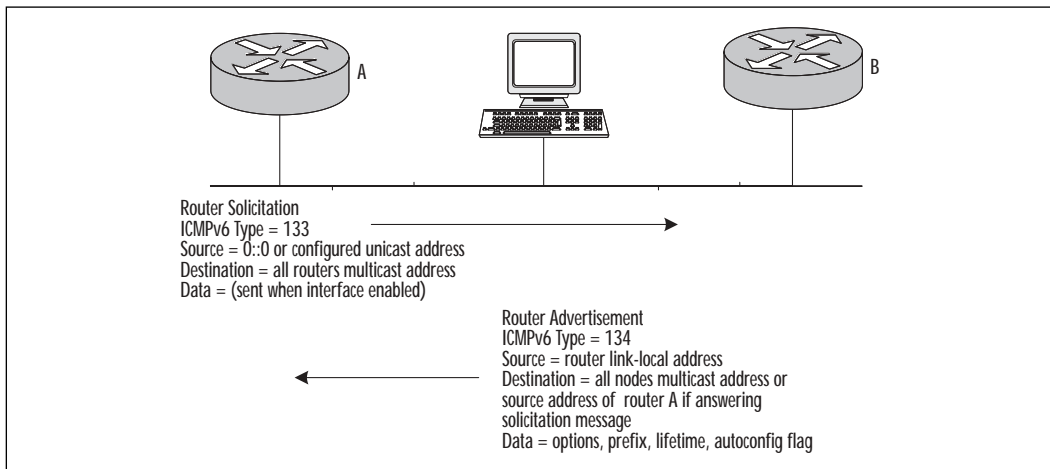 A
B
Router Solicitation
ICMPv6 Type = 133
Source = 0::0 or configured unicast address
Destination = all routers multicast address
Data = (sent when interface enabled)
Router Advertisement
ICMPv6 Type = 134
Source = router link-local address
Destination = all nodes multicast address or
source address of router A if answering
solicitation message
Data = options, prefix, lifetime, autoconfig flag